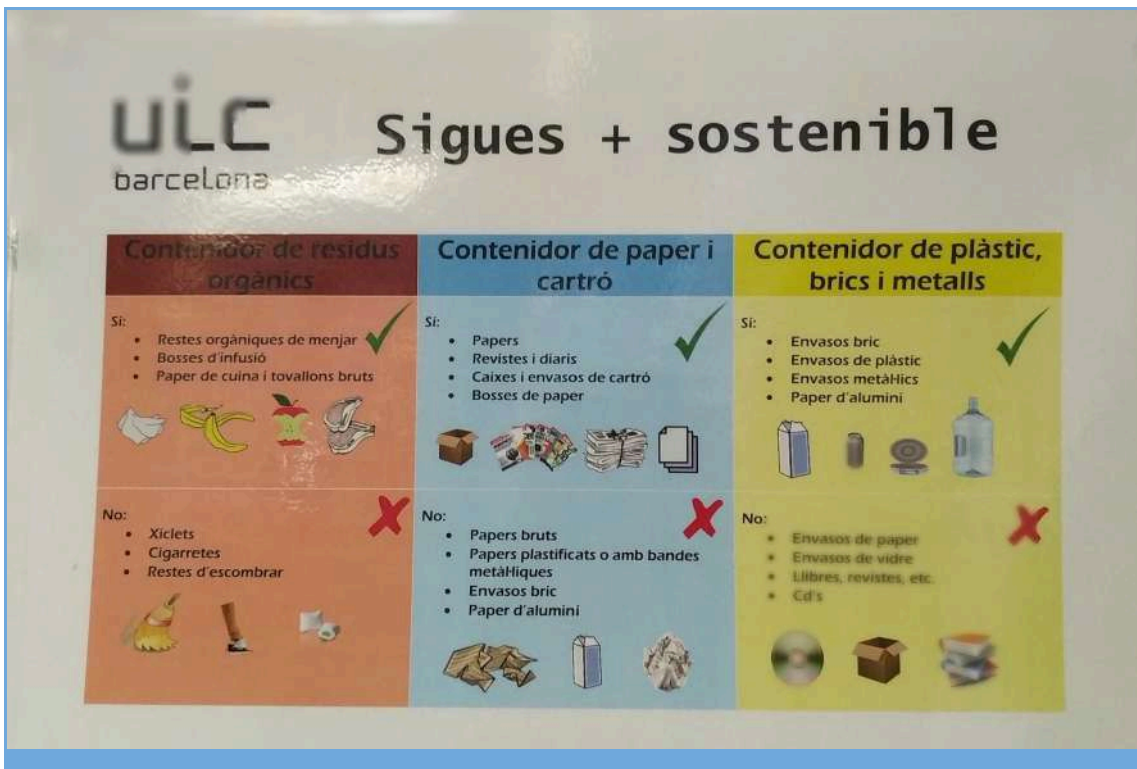 uic
barcelona
Sigues + sostenible
Contenidor de residus
orgànics
Sí:
• Restes orgàniques de menjar
• Bosses d'infusió
• Paper de cuina i tovallons bruts
No:
• Xiclets
• Cigarretes
• Restes d'escombrar
Contenidor de paper i
cartró
Sí:
• Papers
• Revistes i diaris
• Caixes i envasos de cartró
• Bosses de paper
No:
• Papers bruts
• Papers plastificats o amb bandes
metàl·liques
• Envasos bric
• Paper d'alumini
Contenidor de plàstic,
brics i metalls
Sí:
• Envasos bric
• Envasos de plàstic
• Envasos metàl·lics
• Paper d'alumini
No:
• Envasos de paper
• Envasos de vidre
• Llibres, revistes, etc.
• Cd's